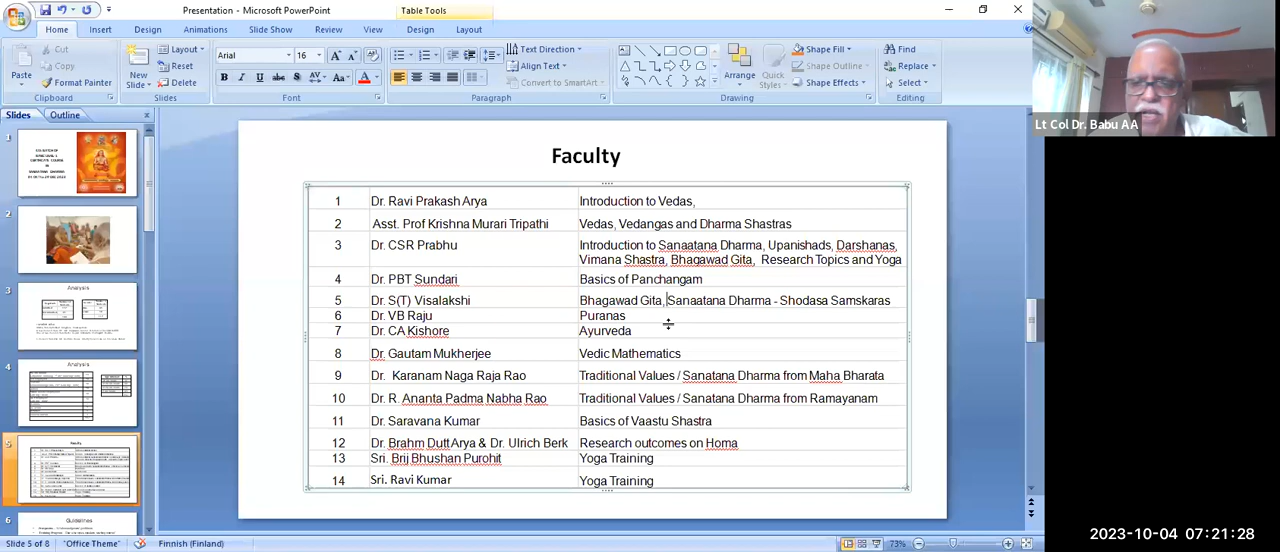 Presentation - Microsoft PowerPoint
Table Tools
Home
Insert
Design
Animations
Slide Show
Review
View
Design
Layout
Paste
Cut
Copy
Format Painter
Clipboard
New Slide
Layout
Reset
Delete
Slides
Arial
16
Font
Text Direction
Align Text
Convert to SmartArt
Paragraph
Arrange
Quick Styles
Shape Fill
Shape Outline
Shape Effects
Drawing
Find
Replace
Select
Editing
Slides
Outline
1
2
3
Analysis
4
Analysis
5
Faculty
6
Guidelines
Faculty
1 Dr. Ravi Prakash Arya Introduction to Vedas,
2 Asst. Prof Krishna Murari Tripathi Vedas, Vedangas and Dharma Shastras
3 Dr. CSR Prabhu Introduction to Sanaatana Dharma, Upanishads, Darshanas,
Vimana Shastra, Bhagawad Gita, Research Topics and Yoga
4 Dr. PBT Sundari Basics of Panchangam
5 Dr. S(T) Visalakshi Bhagawad Gita, Sanaatana Dharma - Shodasa Samskaras
6 Dr. VB Raju Puranas
7 Dr. CA Kishore Ayurveda
Dr. Gautam Mukherjee Vedic Mathematics
9 Dr. Karanam Naga Raja Rao Traditional Values / Sanatana Dharma from Maha Bharata
10 Dr. R. Ananta Padma Nabha Rao Traditional Values / Sanatana Dharma from Ramayanam
11 Dr. Saravana Kumar Basics of Vaastu Shastra
12 Dr. Brahm Dutt Arya & Dr. Ulrich Berk Research outcomes on Homa
Sri. Brij Bhushan Purohit Yoga Training
Sri. Ravi Kumar Yoga Training
Lt Col Dr. Babu AA
Slide 5 of 8
"Office Theme"
Finnish (Finland)
73%
2023-10-04 07:21:28